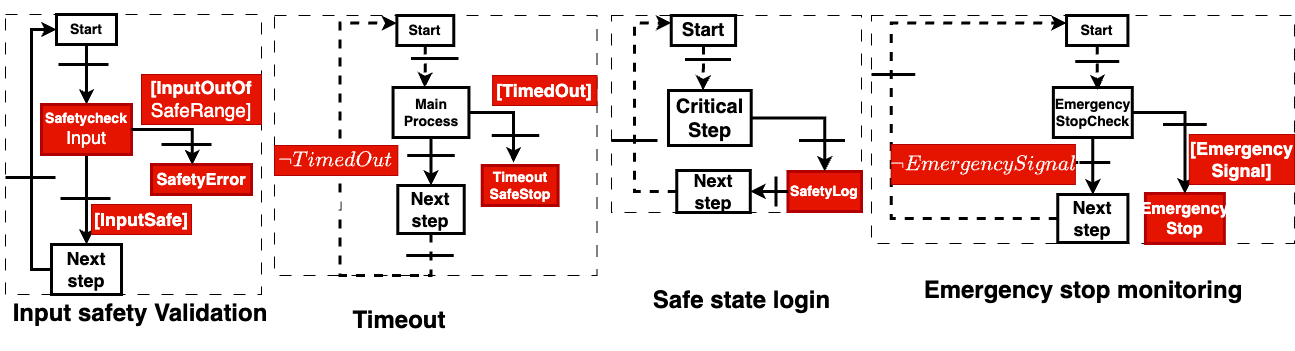 Start
[InputOutOf
SafeRange]
Safetycheck
Input
SafetyError
[InputSafe]
Next
step
Input safety Validation
Start
[TimedOut]
Main
Process
¬TimedOut
Timeout
SafeStop
Next
step
Timeout
Start
Critical
Step
Next
step
SafetyLog
Safe state login
Start
Emergency
StopCheck
¬EmergencySignal
[Emergency
Signal]
Next
step
Emergency
Stop
Emergency stop monitoring